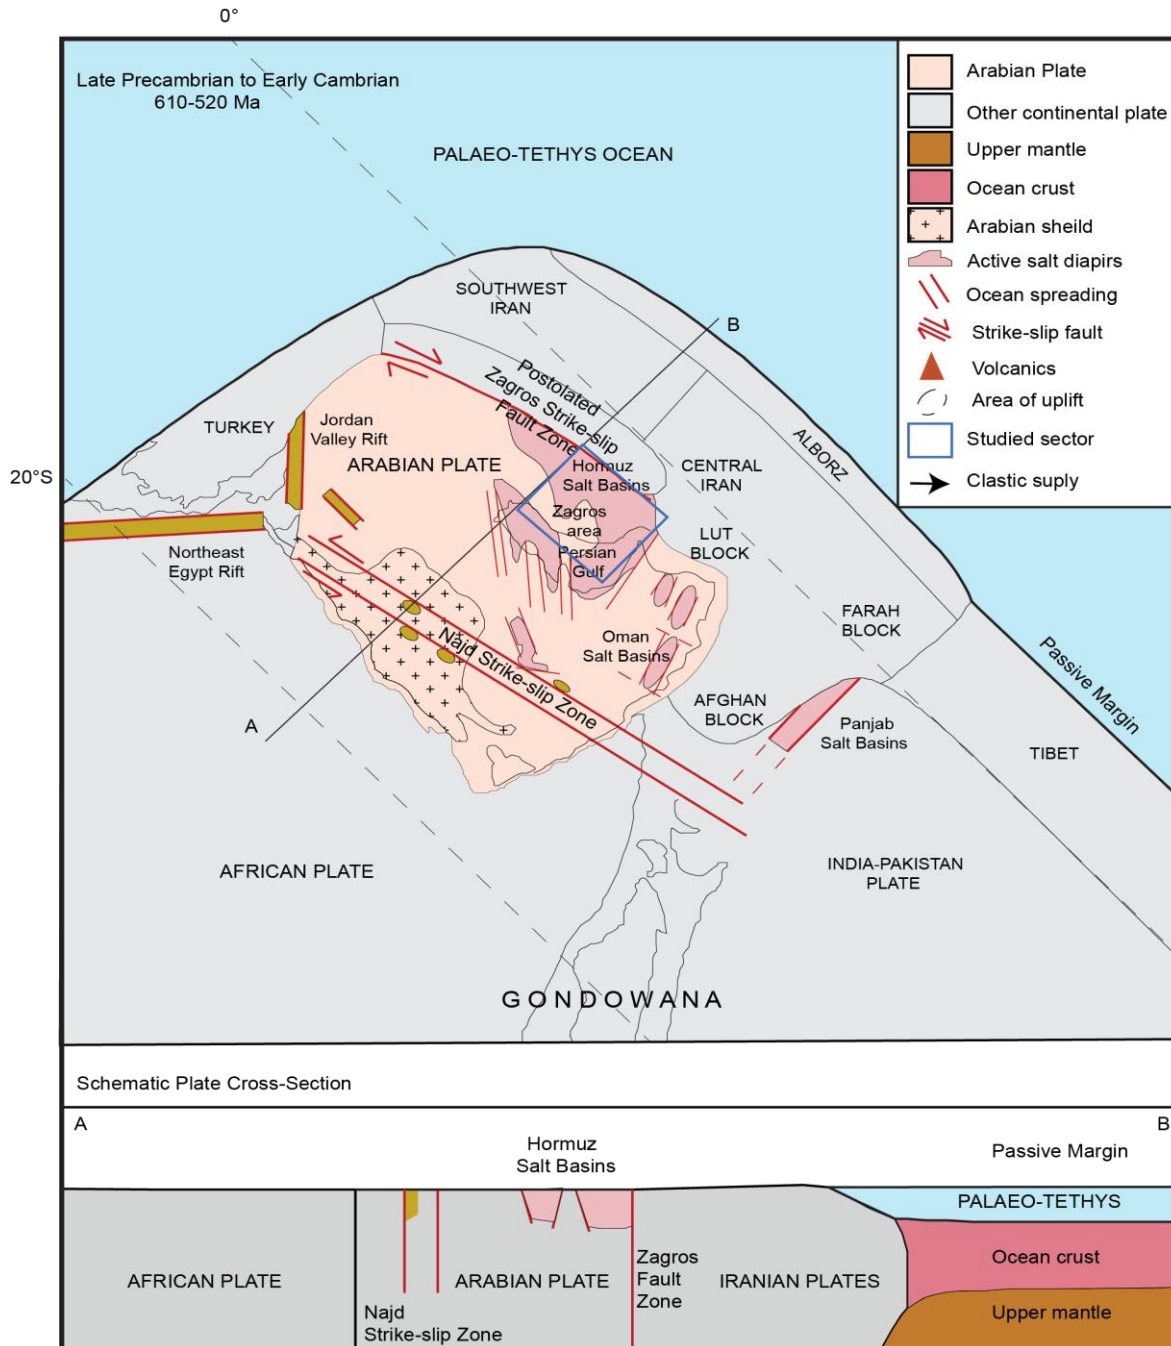 0°
Late Precambrian to Early Cambrian
610-520 Ma
PALAEO-TETHYS OCEAN
Arabian Plate
Other continental plate
Upper mantle
Ocean crust
Arabian sheild
Active salt diapirs
Ocean spreading
Strike-slip fault
Volcanics
Area of uplift
Studied sector
Clastic suply
SOUTHWEST
IRAN
B
Postolated
Zagros Strike-slip
Fault Zone
TURKEY
Jordan
Valley Rift
ARABIAN PLATE
Hormuz
Salt Basins
CENTRAL
IRAN
ALBORZ
20°S
Zagros
area
Persian
Gulf
LUT
BLOCK
Northeast
Egypt Rift
FARAH
BLOCK
Oman
Salt Basins
Najd Strike-slip Zone
Passive Margin
A
AFGHAN
BLOCK
Panjab
Salt Basins
TIBET
AFRICAN PLATE
INDIA-PAKISTAN
PLATE
GONDOWANA
Schematic Plate Cross-Section
A
B
Hormuz
Salt Basins
Passive Margin
PALAEO-TETHYS
AFRICAN PLATE
ARABIAN PLATE
Zagros
Fault
Zone
IRANIAN PLATES
Ocean crust
Najd
Strike-slip Zone
Upper mantle